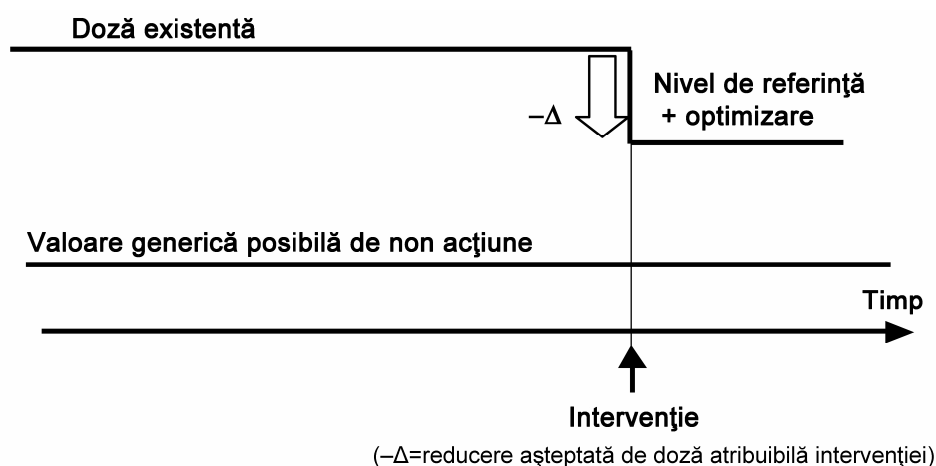 Doză existentă
Nivel de referinţă
+ optimizare
–Δ
Valoare generică posibilă de non acţiune
Timp
Intervenţie
(–Δ=reducere aşteptată de doză atribuibilă intervenţiei)